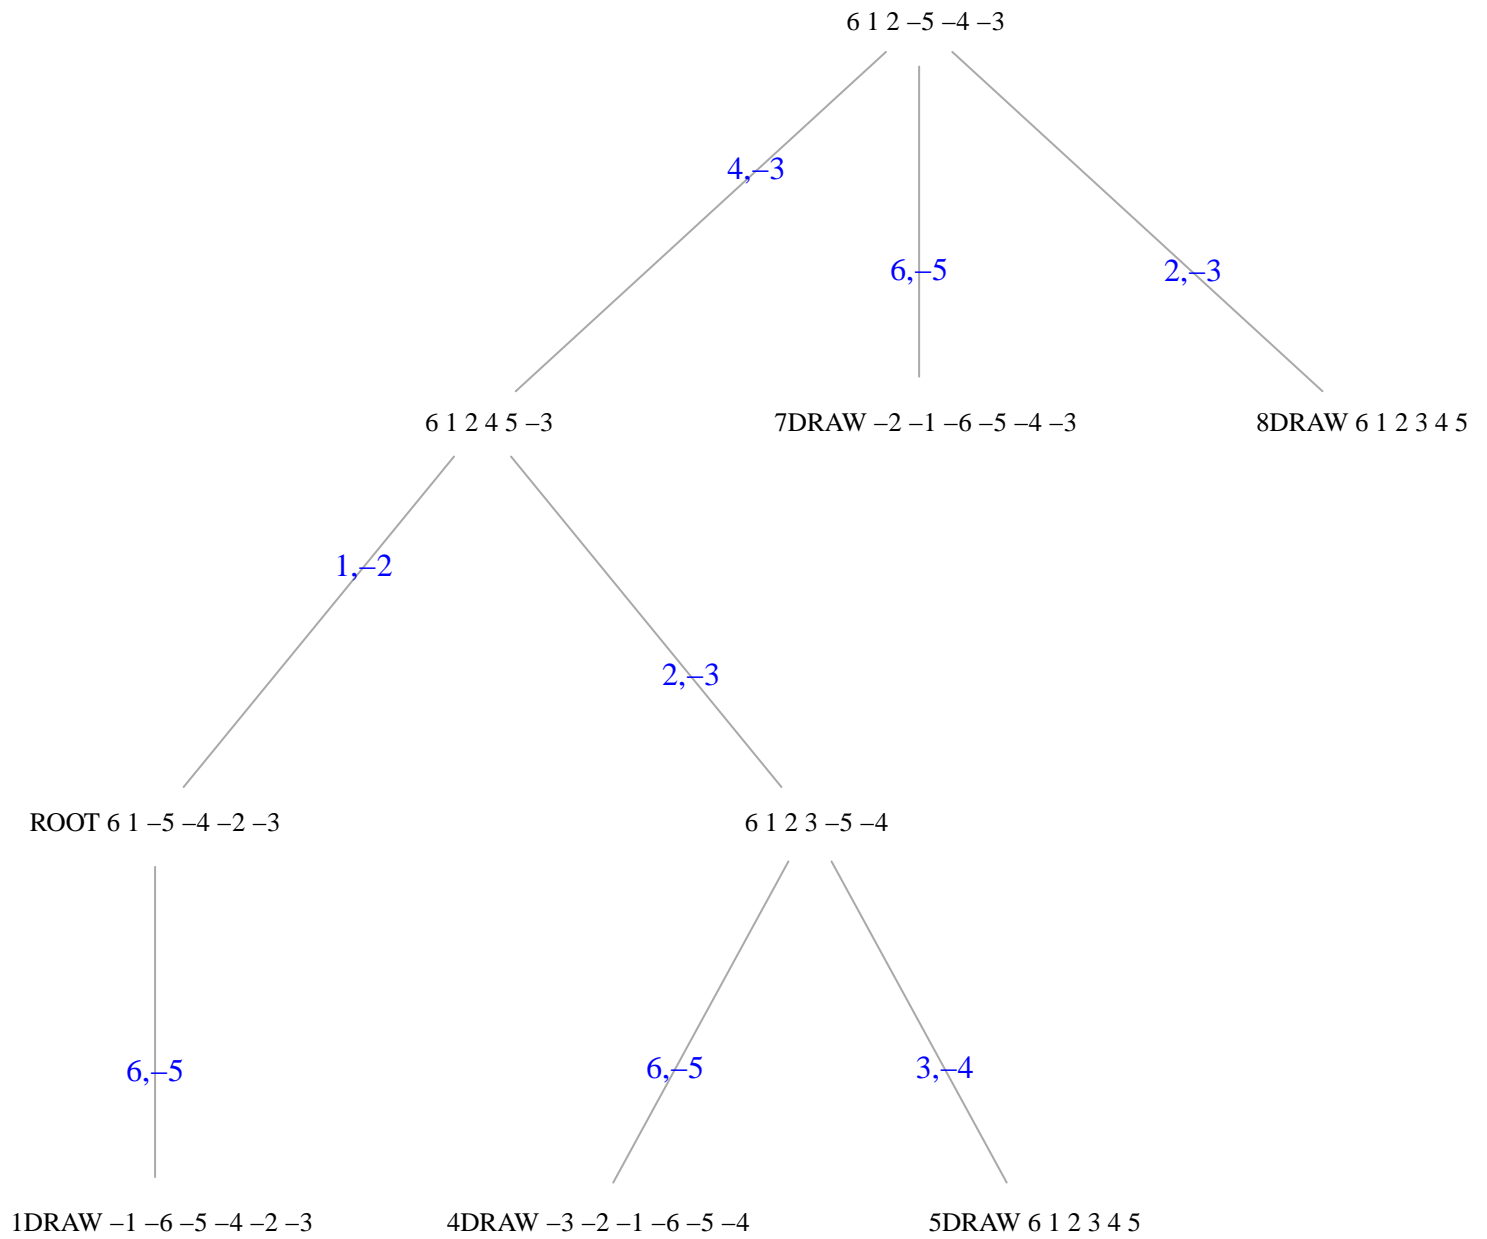 6 1 2 –5 –4 –3
4,–3
6,–5
2,–3
6 1 2 4 5 –3
7DRAW –2 –1 –6 –5 –4 –3
8DRAW 6 1 2 3 4 5
1,–2
2,–3
ROOT 6 1 –5 –4 –2 –3
6 1 2 3 –5 –4
6,–5
6,–5
3,–4
1DRAW –1 –6 –5 –4 –2 –3
4DRAW –3 –2 –1 –6 –5 –4
5DRAW 6 1 2 3 4 5